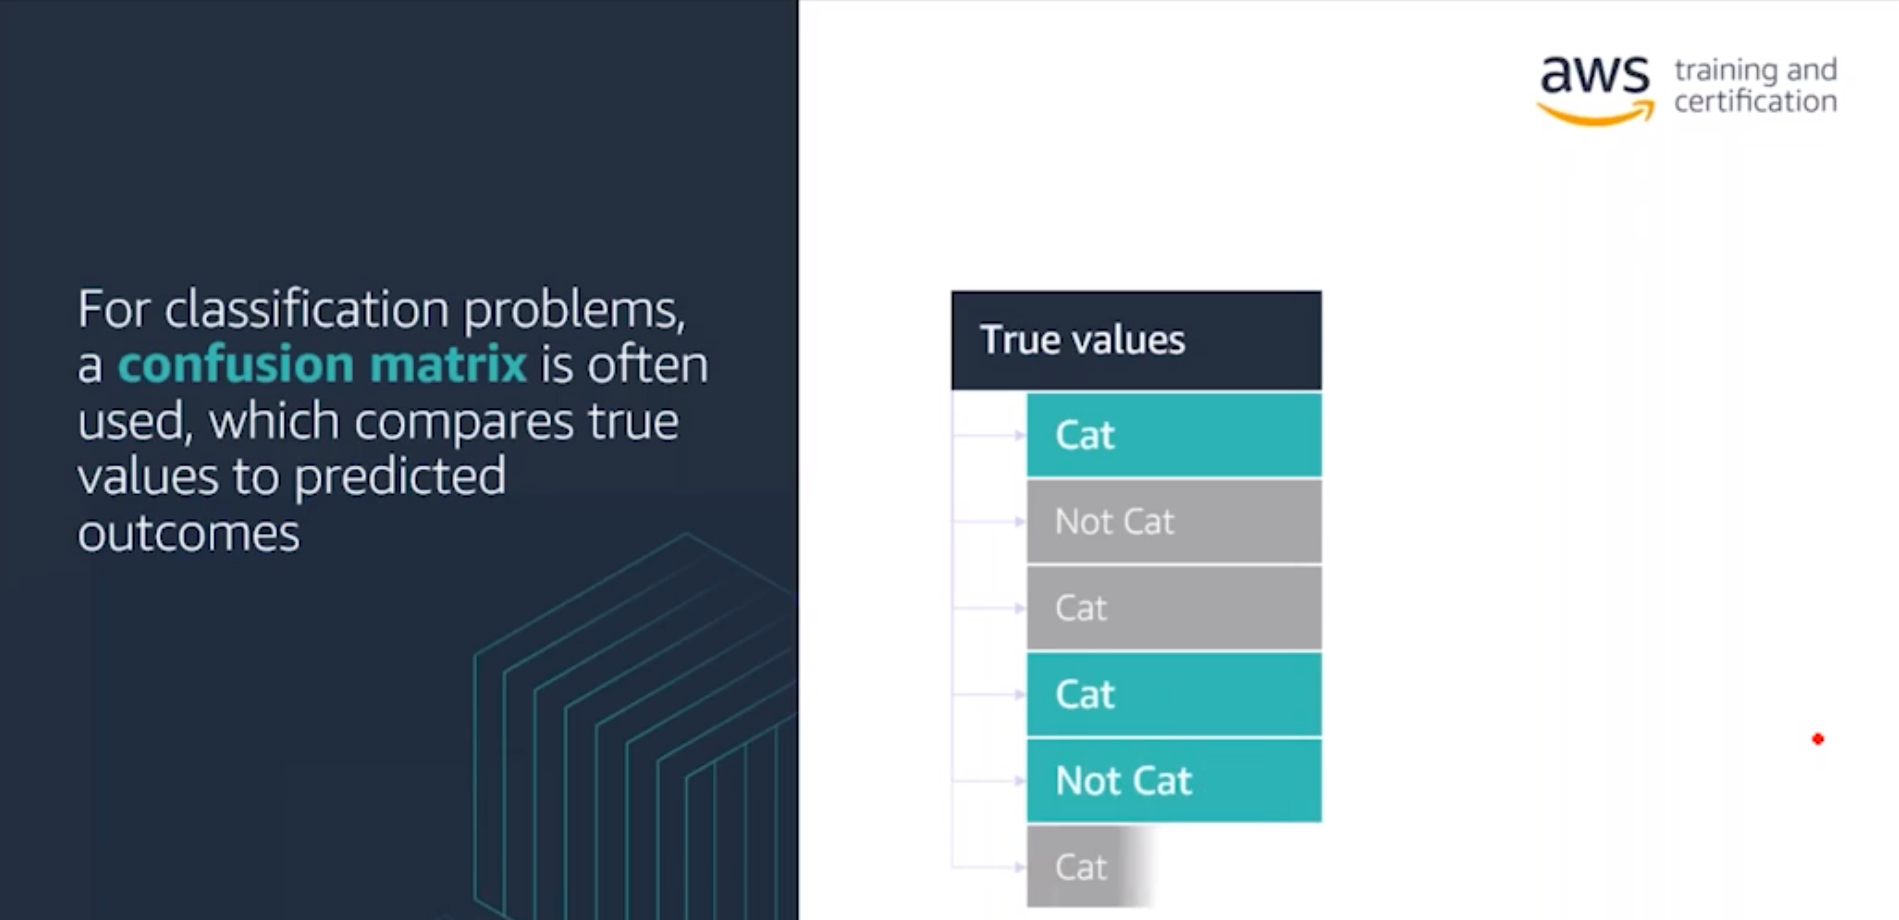 For classification problems,
a confusion matrix is often
used, which compares true
values to predicted
outcomes
aws training and
certification
True values
Cat
Not Cat
Cat
Cat
Not Cat
Cat